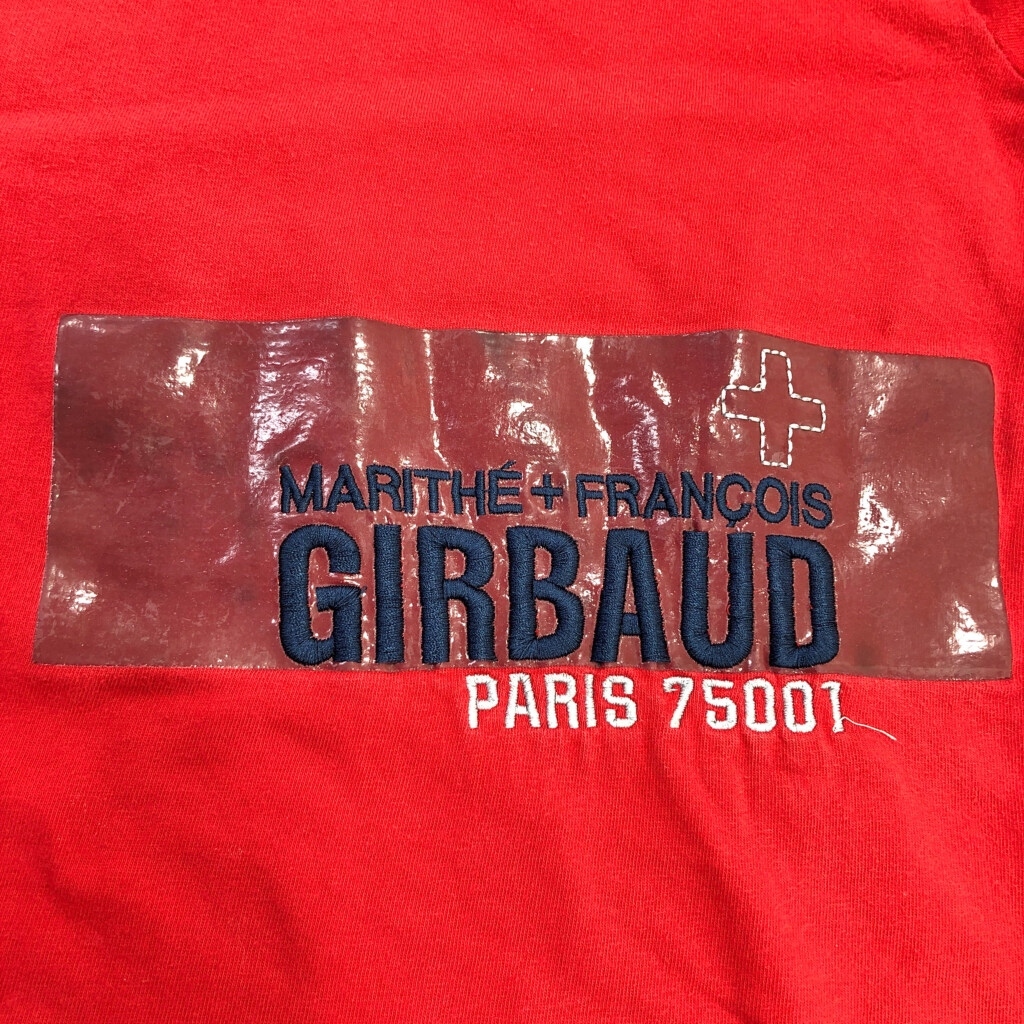 MARITHÉ + FRANÇOIS
GIRBAUD
PARIS 75001